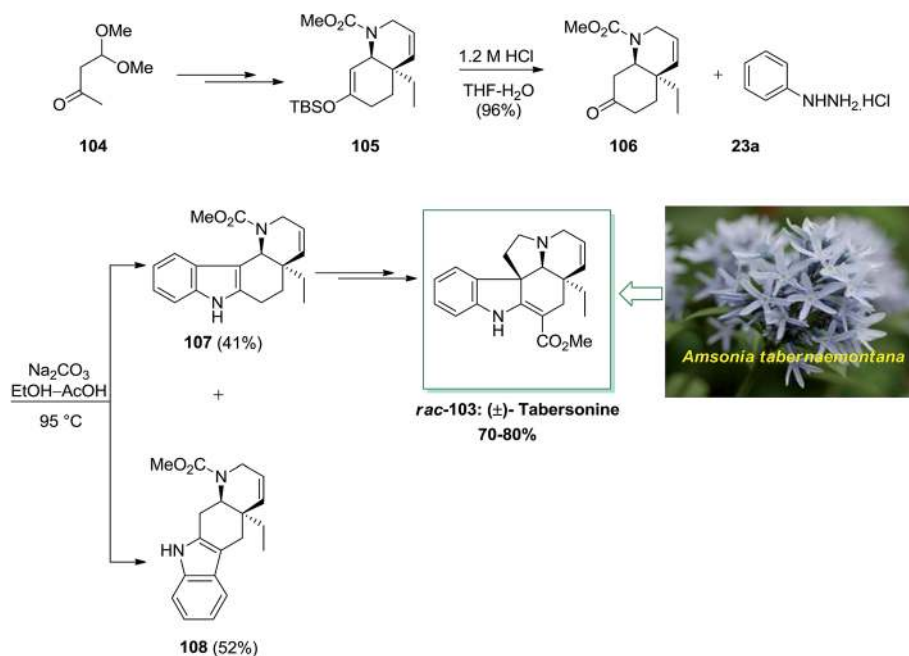 OMe
OMe
O
104
MeO₂C
N
TBSO
105
1.2 M HCl
THF-H₂O
(96%)
MeO₂C
N
O
106
+
NHNH₂.HCl
23a
Na₂CO₃
EtOH–AcOH
95 °C
MeO₂C
N
N
H
107 (41%)
+
MeO₂C
N
HN
108 (52%)
N
N
H
CO₂Me
rac-103: (±)- Tabersonine
70-80%
Amsonia tabernaemontana